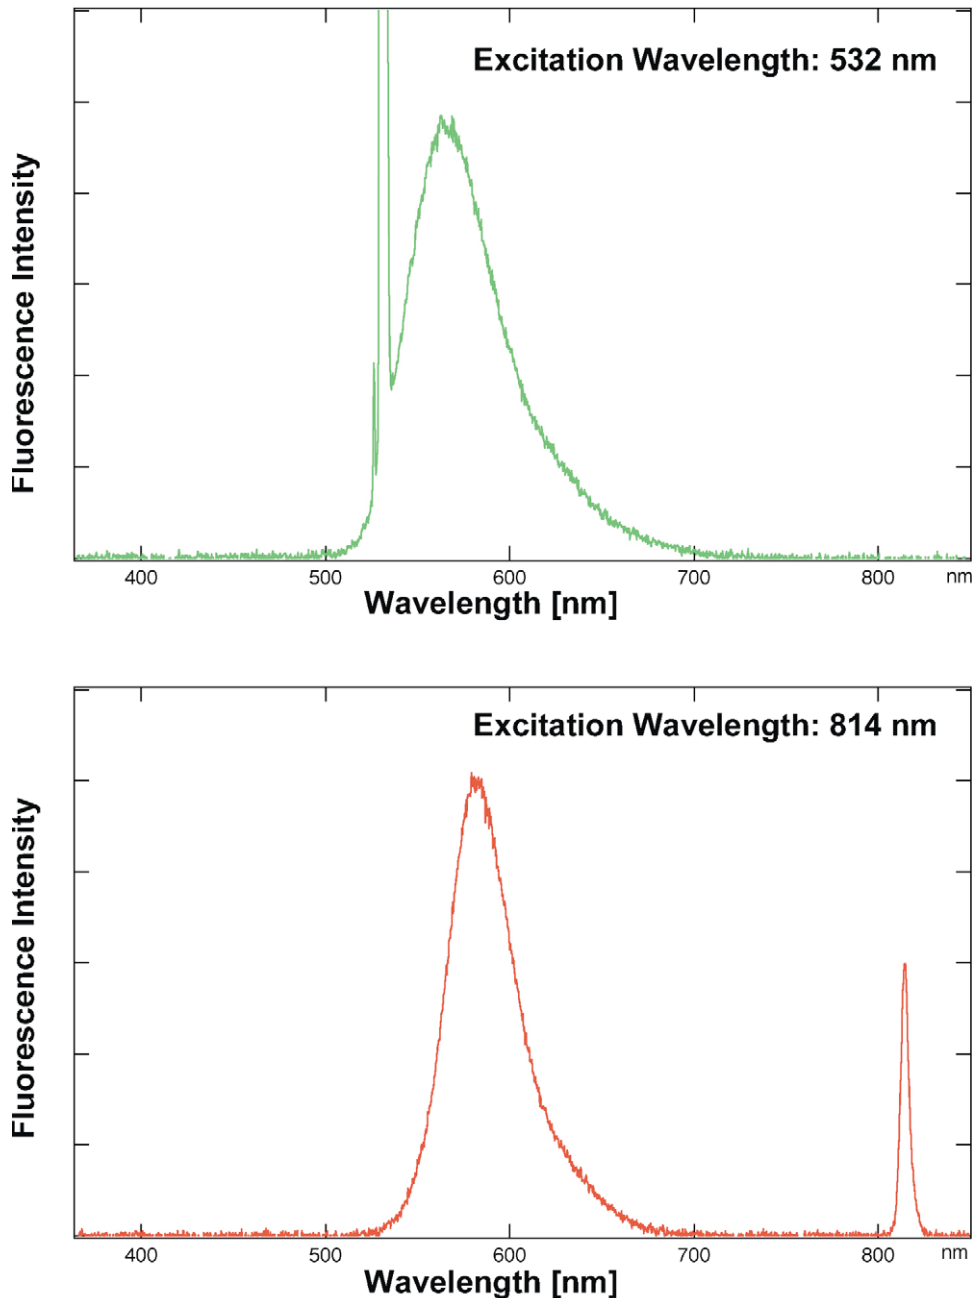 Excitation Wavelength: 532 nm
Fluorescence Intensity
400 500 600 700 800 nm
Wavelength [nm]
Excitation Wavelength: 814 nm
Fluorescence Intensity
400 500 600 700 800 nm
Wavelength [nm]